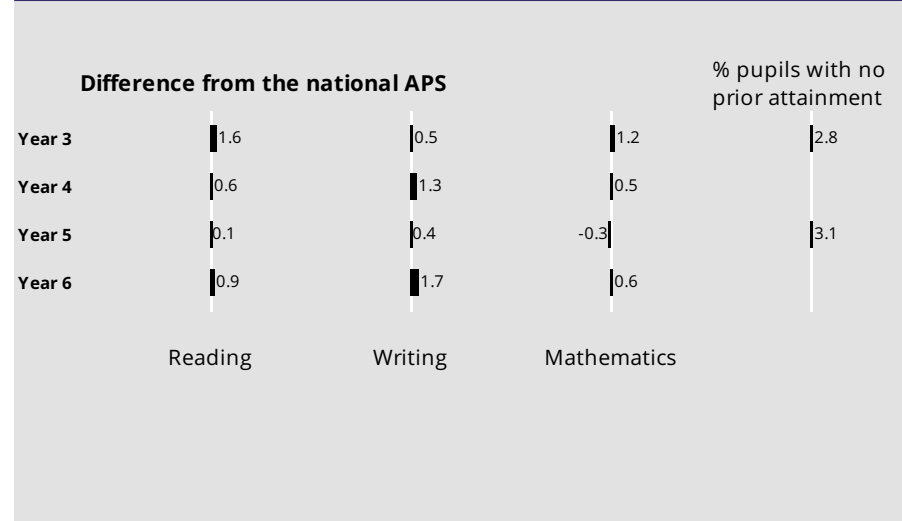 % pupils with no
prior attainment
Difference from the national APS
Year 3 1.6 0.5 1.2 2.8
Year 4 0.6 1.3 0.5
Year 5 0.1 0.4 -0.3 3.1
Year 6 0.9 1.7 0.6
Reading Writing Mathematics